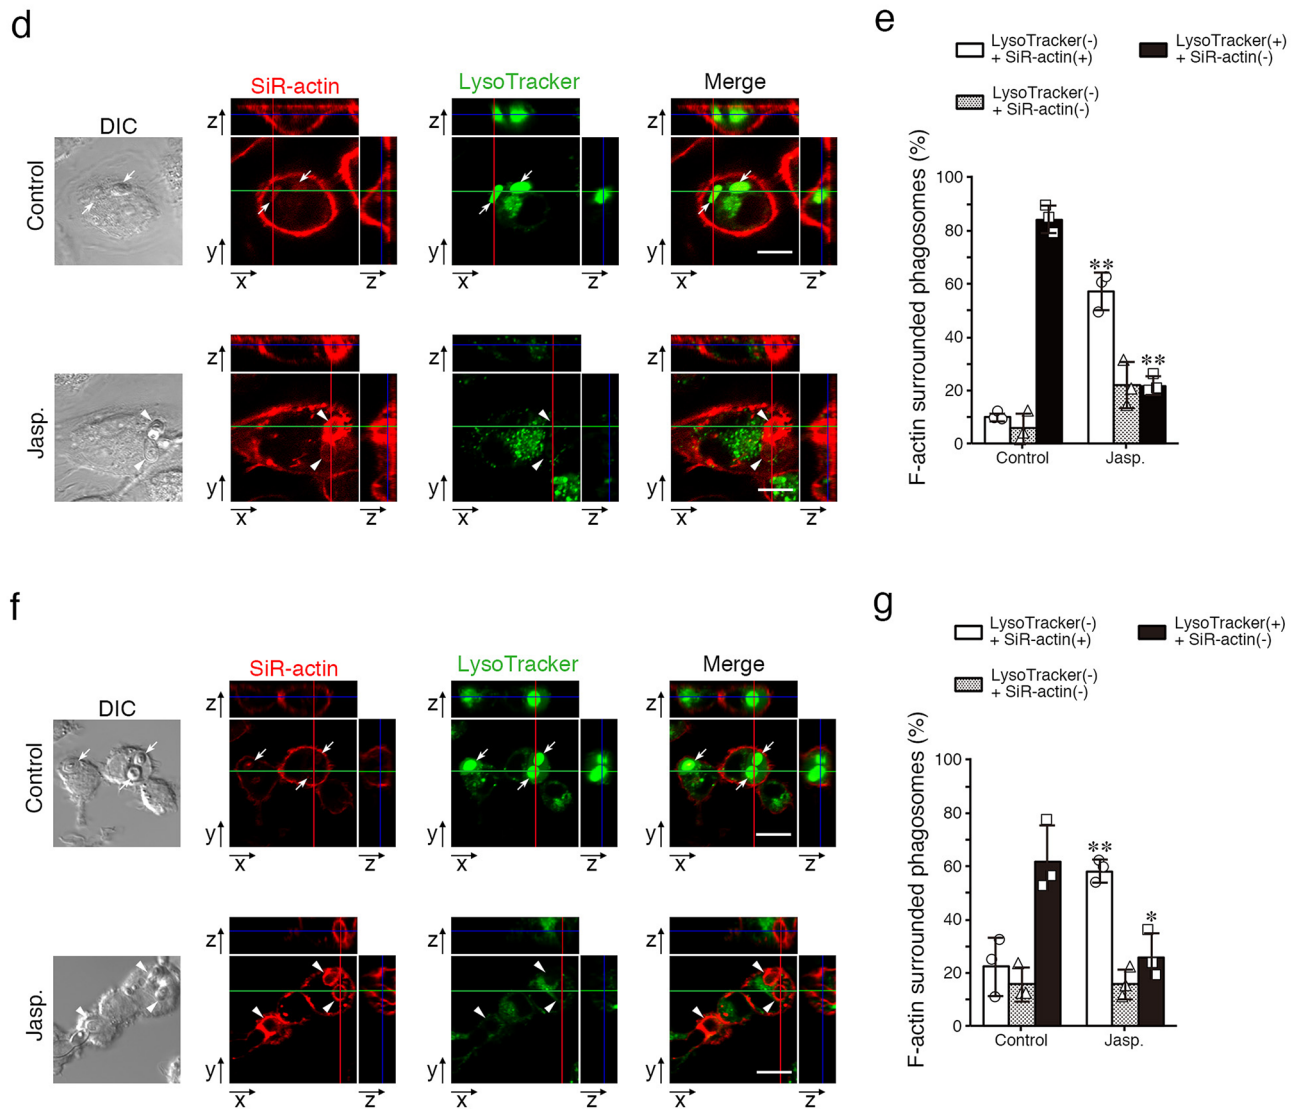 d
SiR-actin
LysoTracker
Merge
DIC
Control
z
y
x
z
y
x
z
y
x
z
Jasp.
z
y
x
z
z
y
x
z
z
y
x
z
e
LysoTracker(-)
+ SiR-actin(+)
LysoTracker(+)
+ SiR-actin(-)
LysoTracker(-)
+ SiR-actin(-)
F-actin surrounded phagosomes (%)
100
80
60
40
20
0
**
**
Control
Jasp.
f
SiR-actin
LysoTracker
Merge
DIC
Control
z
y
x
z
z
y
x
z
z
y
x
z
Jasp.
z
y
x
z
z
y
x
z
z
y
x
z
g
LysoTracker(-)
+ SiR-actin(+)
LysoTracker(+)
+ SiR-actin(-)
LysoTracker(-)
+ SiR-actin(-)
F-actin surrounded phagosomes (%)
100
80
60
40
20
0
**
*
Control
Jasp.